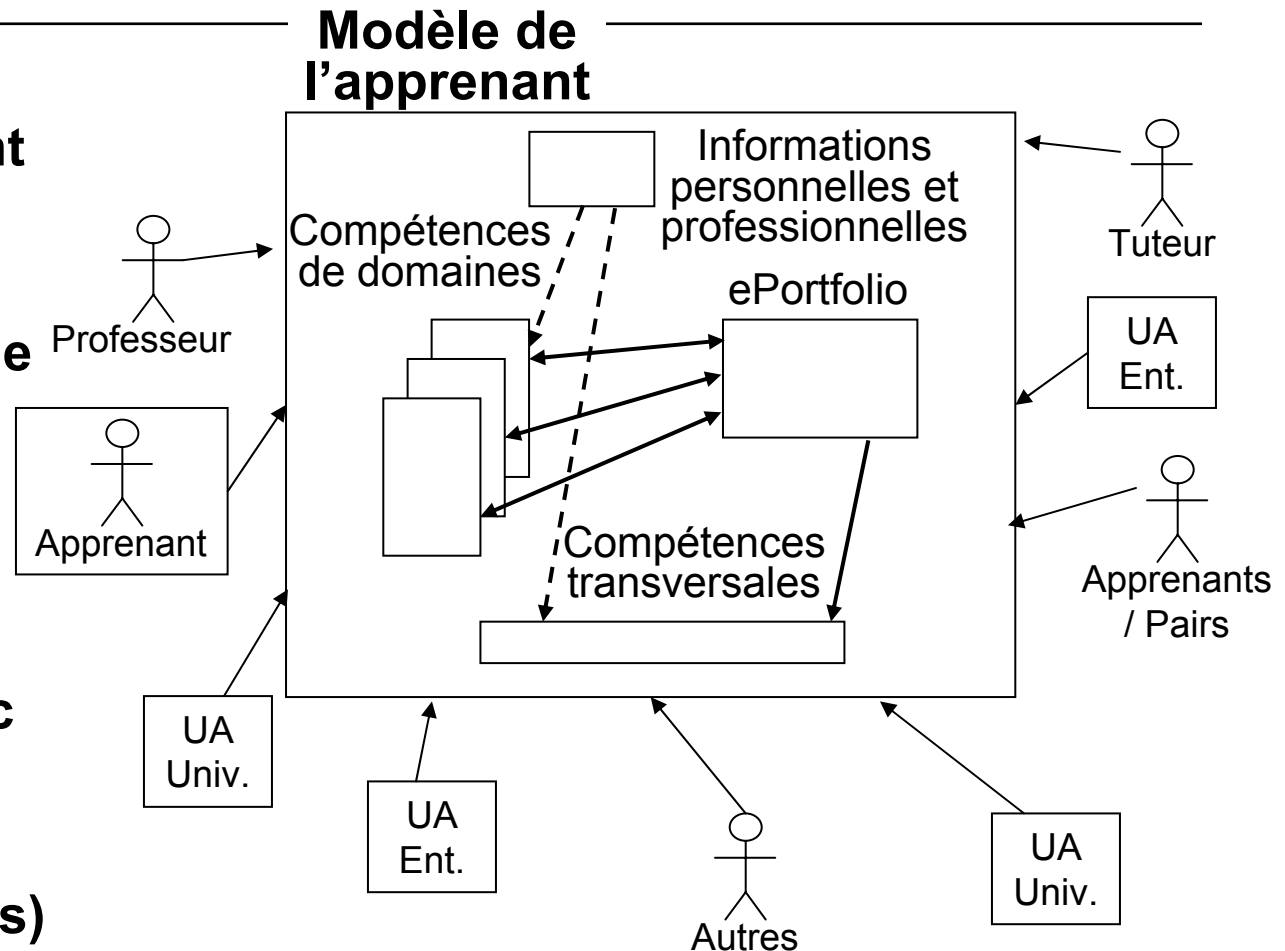 Modèle de
l’apprenant
nt
Informations
personnelles et
professionnelles
Tuteur
Compétences
de domaines
ePortfolio
Professeur
e
UA
Ent.
Apprenant
Compétences
transversales
Apprenants
/ Pairs
c
UA
Univ.
UA
Ent.
UA
Univ.
s)
Autres